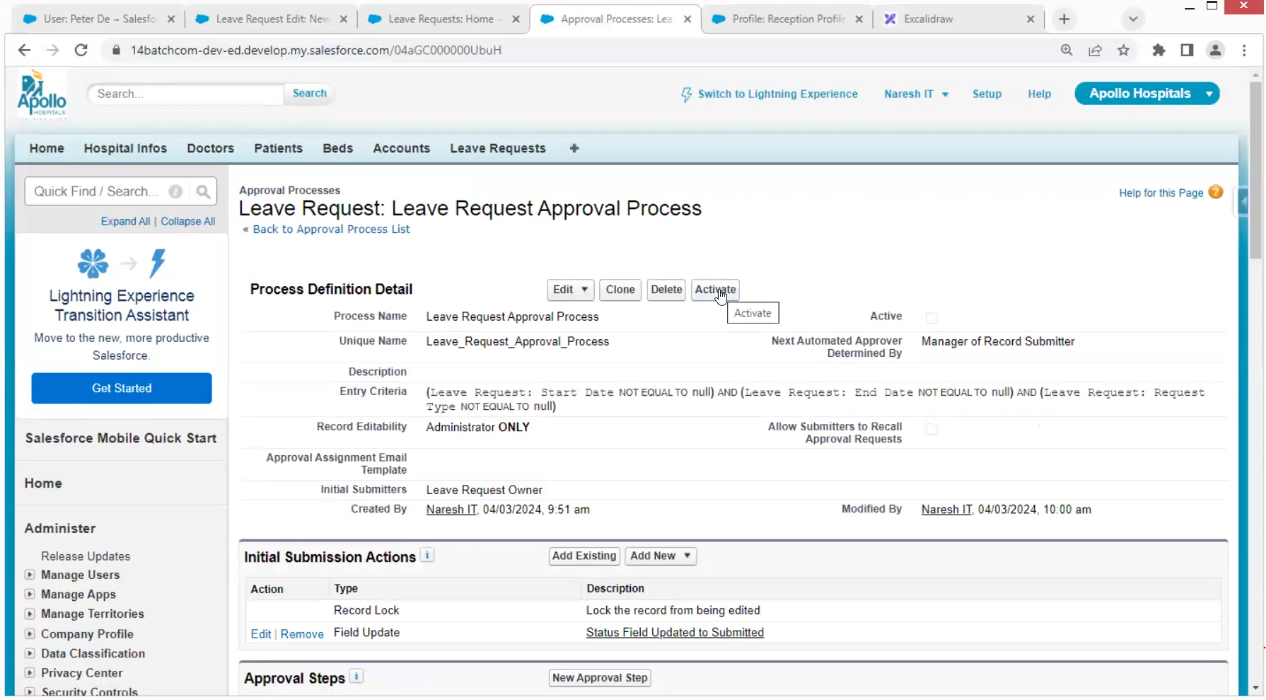 User: Peter De ~ Salesfo
Leave Request Edit: New
Leave Requests: Home ~
Approval Processes: Lea
Profile: Reception Profile
Excalidraw
14batchcom-dev-ed.develop.my.salesforce.com/04aGC000000UbuH
Apollo
HOSPITALS
Search...
Search
Switch to Lightning Experience
Naresh IT
Setup
Help
Apollo Hospitals
Home
Hospital Infos
Doctors
Patients
Beds
Accounts
Leave Requests
Quick Find / Search...
Expand All | Collapse All
Lightning Experience
Transition Assistant
Move to the new, more productive
Salesforce.
Get Started
Salesforce Mobile Quick Start
Home
Administer
Release Updates
Manage Users
Manage Apps
Manage Territories
Company Profile
Data Classification
Privacy Center
Security Controls
Approval Processes
Leave Request: Leave Request Approval Process
« Back to Approval Process List
Help for this Page
Process Definition Detail
Edit
Clone
Delete
Activate
Activate
Process Name Leave Request Approval Process Active
Unique Name Leave_Request_Approval_Process Next Automated Approver Determined By Manager of Record Submitter
Description
Entry Criteria (Leave Request: Start Date NOT EQUAL TO null) AND (Leave Request: End Date NOT EQUAL TO null) AND (Leave Request: Request
Type NOT EQUAL TO null)
Record Editability Administrator ONLY Allow Submitters to Recall Approval Requests
Approval Assignment Email
Template
Initial Submitters Leave Request Owner
Created By Naresh IT, 04/03/2024, 9:51 am Modified By Naresh IT, 04/03/2024, 10:00 am
Initial Submission Actions
Add Existing
Add New
Action Type Description
Record Lock Lock the record from being edited
Edit | Remove Field Update Status Field Updated to Submitted
Approval Steps
New Approval Step